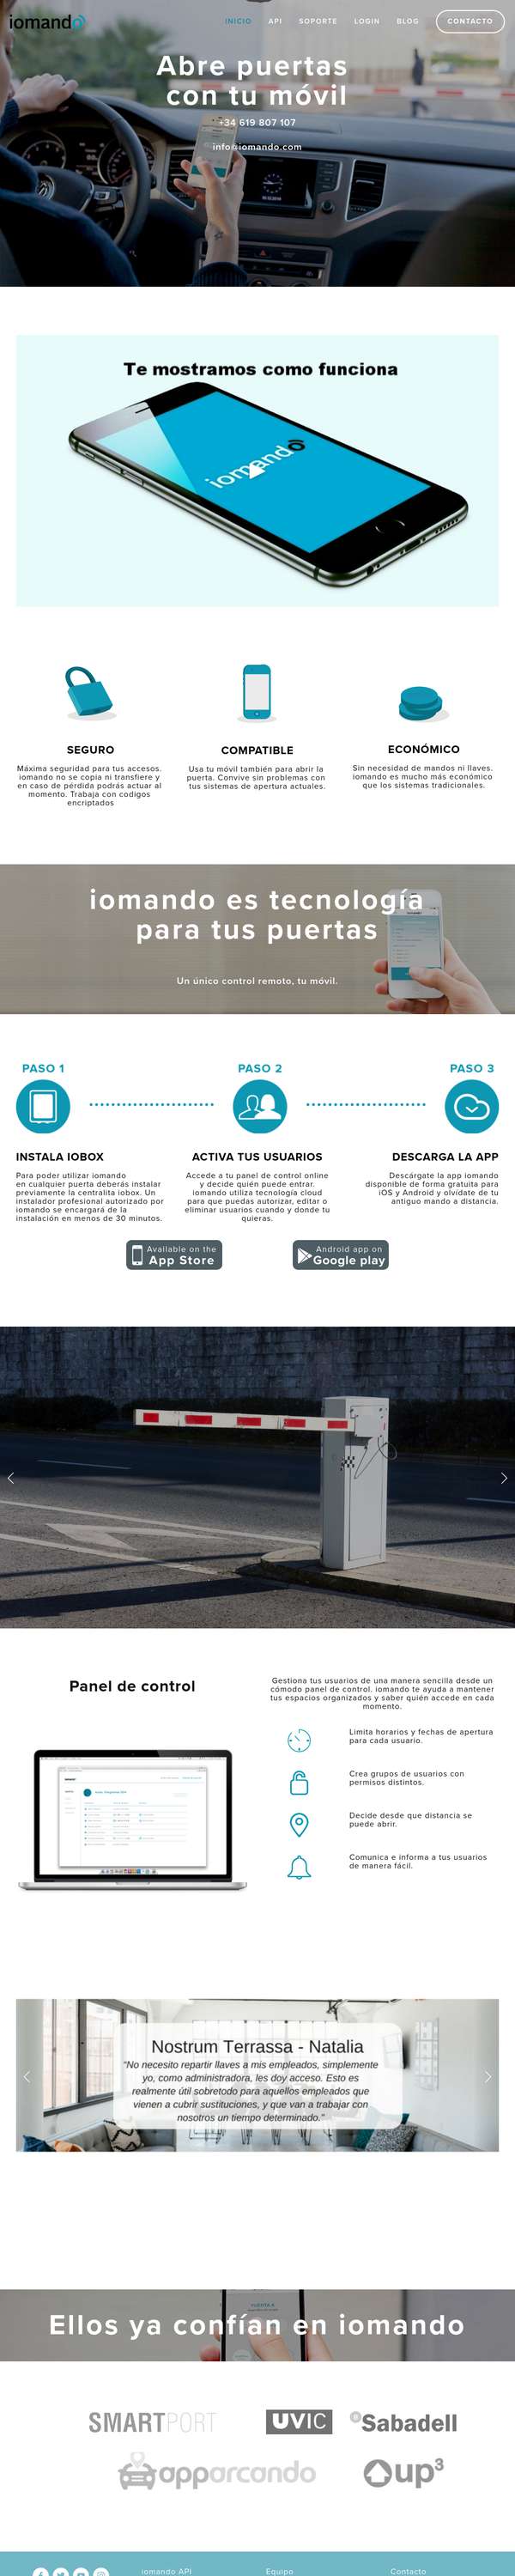 iomando
INICIO API SOPORTE LOGIN BLOG CONTACTO
Abre puertas
con tu móvil
+34 619 807 107
info@iomando.com
Te mostramos como funciona
iomando
SEGURO
Máxima seguridad para tus accesos.
iomando no se copia ni transfiere y
en caso de pérdida podrás actuar al
momento. Trabaja con codigos
encriptados
COMPATIBLE
Usa tu móvil también para abrir la
puerta. Convive sin problemas con
tus sistemas de apertura actuales.
ECONÓMICO
Sin necesidad de mandos ni llaves.
iomando es mucho más económico
que los sistemas tradicionales.
iomando es tecnología
para tus puertas
Un único control remoto, tu móvil.
PASO 1
INSTALA IOBOX
Para poder utilizar iomando
en cualquier puerta deberás instalar
previamente la centralita iobox. Un
instalador profesional autorizado por
iomando se encargará de la
instalación en menos de 30 minutos.
PASO 2
ACTIVA TUS USUARIOS
Accede a tu panel de control online
y decide quién puede entrar.
iomando utiliza tecnología cloud
para que puedas autorizar, editar o
eliminar usuarios cuando y donde tu
quieras.
PASO 3
DESCARGA LA APP
Descárgate la app iomando
disponible de forma gratuita para
iOS y Android y olvídate de tu
antiguo mando a distancia.
Available on the
App Store
Android app on
Google play
Panel de control
Gestiona tus usuarios de una manera sencilla desde un
cómodo panel de control. iomando te ayuda a mantener
tus espacios organizados y saber quién accede en cada
momento.
Limita horarios y fechas de apertura
para cada usuario.
Crea grupos de usuarios con
permisos distintos.
Decide desde que distancia se
puede abrir.
Comunica e informa a tus usuarios
de manera fácil.
Nostrum Terrassa - Natalia
"No necesito repartir llaves a mis empleados, simplemente
yo, como administradora, les doy acceso. Esto es
realmente útil sobretodo para aquellos empleados que
vienen a cubrir sustituciones, y que van a trabajar con
nosotros un tiempo determinado."
Ellos ya confían en iomando
SMARTPORT UVIC Sabadell
apparcando up3
iomando API Equipo Contacto